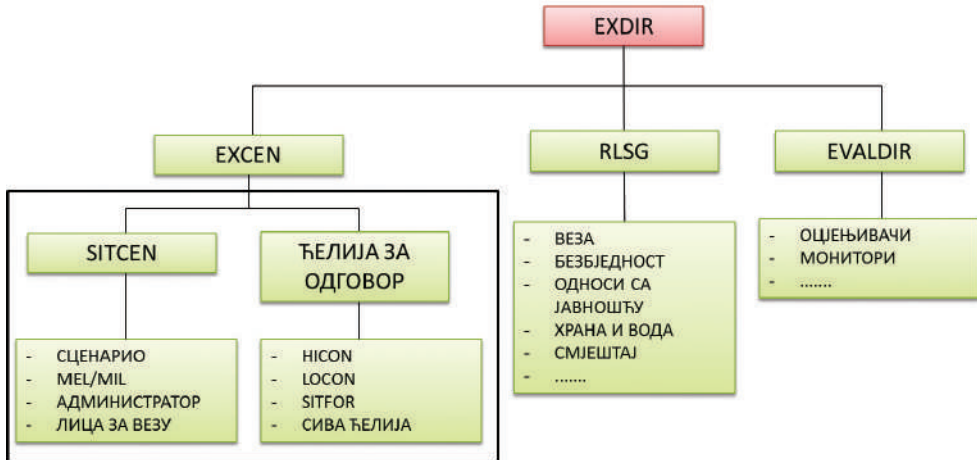 EXDIR
EXCEN
RLSG
EVALDIR
SITCEN
ЋЕЛИЈА ЗА
ОДГОВОР
- СЦЕНАРИО
- MEL/MIL
- АДМИНИСТРАТОР
- ЛИЦА ЗА ВЕЗУ
- HICON
- LOCON
- SITFOR
- СИВА ЋЕЛИЈА
- ВЕЗА
- БЕЗБЈЕДНОСТ
- ОДНОСИ СА
ЈАВНОШЋУ
- ХРАНА И ВОДА
- СМЈЕШТАЈ
- .......
- ОЦЈЕЊИВАЧИ
- МОНИТОРИ
- .......